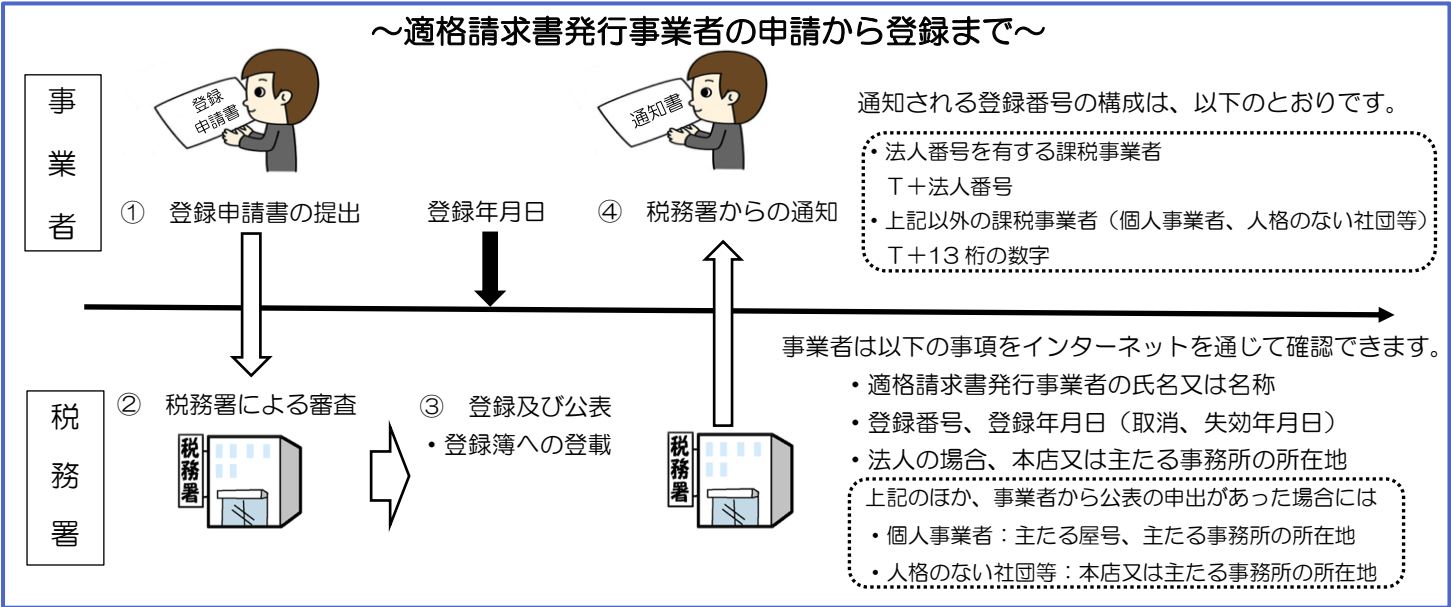 ～適格請求書発行事業者の申請から登録まで～
事業者
登録
申請書
通知書
① 登録申請書の提出
登録年月日
④ 税務署からの通知
通知される登録番号の構成は、以下のとおりです。
・法人番号を有する課税事業者
T＋法人番号
・上記以外の課税事業者（個人事業者、人格のない社団等）
T＋13桁の数字
税務署
② 税務署による審査
税務署
③ 登録及び公表
・登録簿への登載
税務署
事業者は以下の事項をインターネットを通じて確認できます。
・適格請求書発行事業者の氏名又は名称
・登録番号、登録年月日（取消、失効年月日）
・法人の場合、本店又は主たる事務所の所在地
上記のほか、事業者から公表の申出があった場合には
・個人事業者：主たる屋号、主たる事務所の所在地
・人格のない社団等：本店又は主たる事務所の所在地